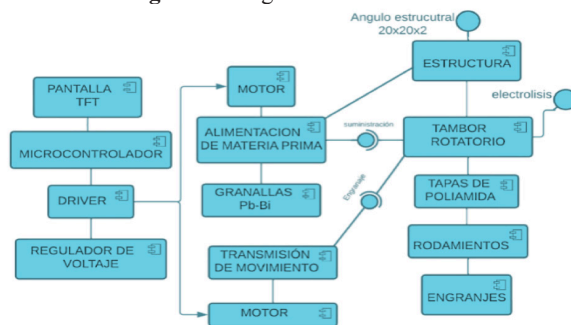 Angulo estrucutral
20x20x2
ESTRUCTURA
electrolisis
PANTALLA
TFT
MOTOR
MICROCONTROLADOR
ALIMENTACION
DE MATERIA PRIMA
suministración
TAMBOR
ROTATORIO
DRIVER
GRANALLAS
Pb-Bi
Engranaje
TAPAS DE
POLIAMIDA
REGULADOR DE
VOLTAJE
TRANSMISIÓN
DE MOVIMIENTO
RODAMIENTOS
MOTOR
ENGRANJES